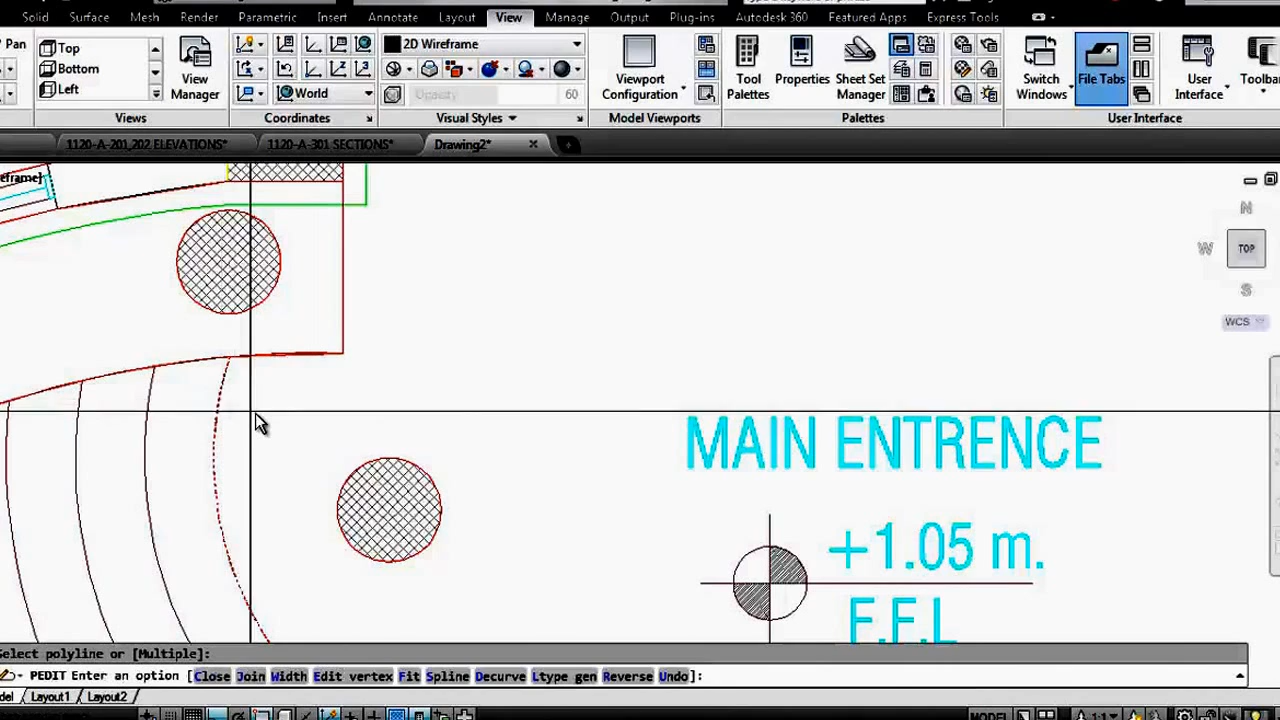 Solid Surface Mesh Render Parametric Insert Annotate Layout View Manage Output Plug-ins Autodesk 360 Featured Apps Express Tools
Pan
Top
Bottom
Left
View
Manager
World
2D Wireframe
Opacity 60
Viewport
Configuration
Tool
Palettes
Properties
Sheet Set
Manager
Switch
Windows
File Tabs
User
Interface
Views
Coordinates
Visual Styles
Model Viewports
Palettes
User Interface
1120-A-201,202 ELEVATIONS* 1120-A-301 SECTIONS* Drawing2*
N
W
TOP
S
WCS
MAIN ENTRENCE
+1.05 m.
F.F.L
Select polyline or [Multiple]:
PEDIT Enter an option [Close Join Width Edit vertex Fit Spline Decurve Ltype gen Reverse Undo]:
Layout1 Layout2
MODEL 1:1